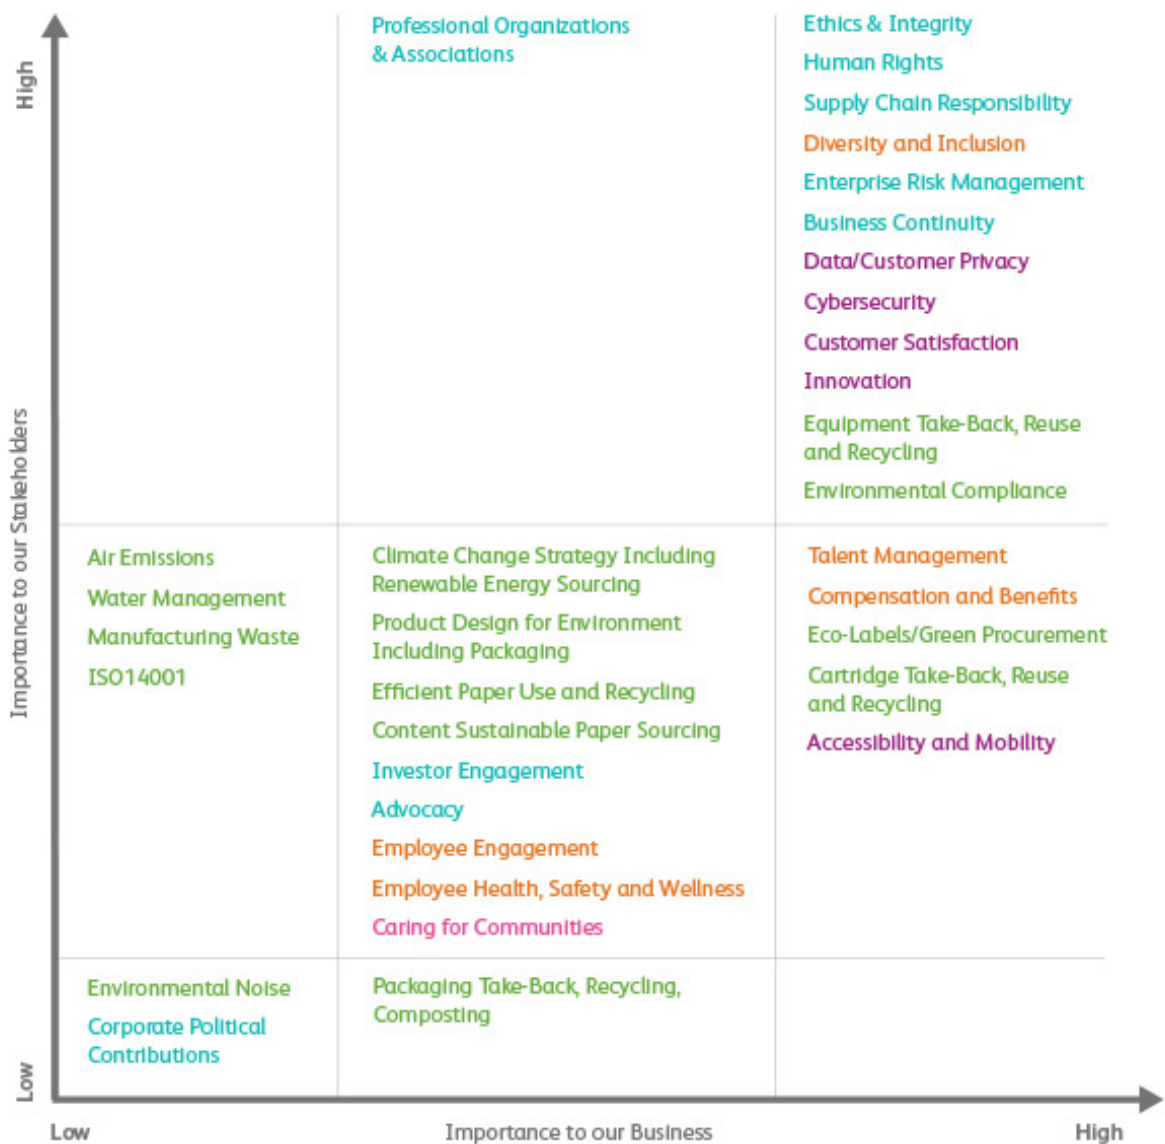 High
Importance to our Stakeholders
Low
Professional Organizations
& Associations
Ethics & Integrity
Human Rights
Supply Chain Responsibility
Diversity and Inclusion
Enterprise Risk Management
Business Continuity
Data/Customer Privacy
Cybersecurity
Customer Satisfaction
Innovation
Equipment Take-Back, Reuse
and Recycling
Environmental Compliance
Air Emissions
Water Management
Manufacturing Waste
ISO14001
Climate Change Strategy Including
Renewable Energy Sourcing
Product Design for Environment
Including Packaging
Efficient Paper Use and Recycling
Content Sustainable Paper Sourcing
Investor Engagement
Advocacy
Employee Engagement
Employee Health, Safety and Wellness
Caring for Communities
Talent Management
Compensation and Benefits
Eco-Labels/Green Procurement
Cartridge Take-Back, Reuse
and Recycling
Accessibility and Mobility
Environmental Noise
Corporate Political
Contributions
Packaging Take-Back, Recycling,
Composting
Low
Importance to our Business
High